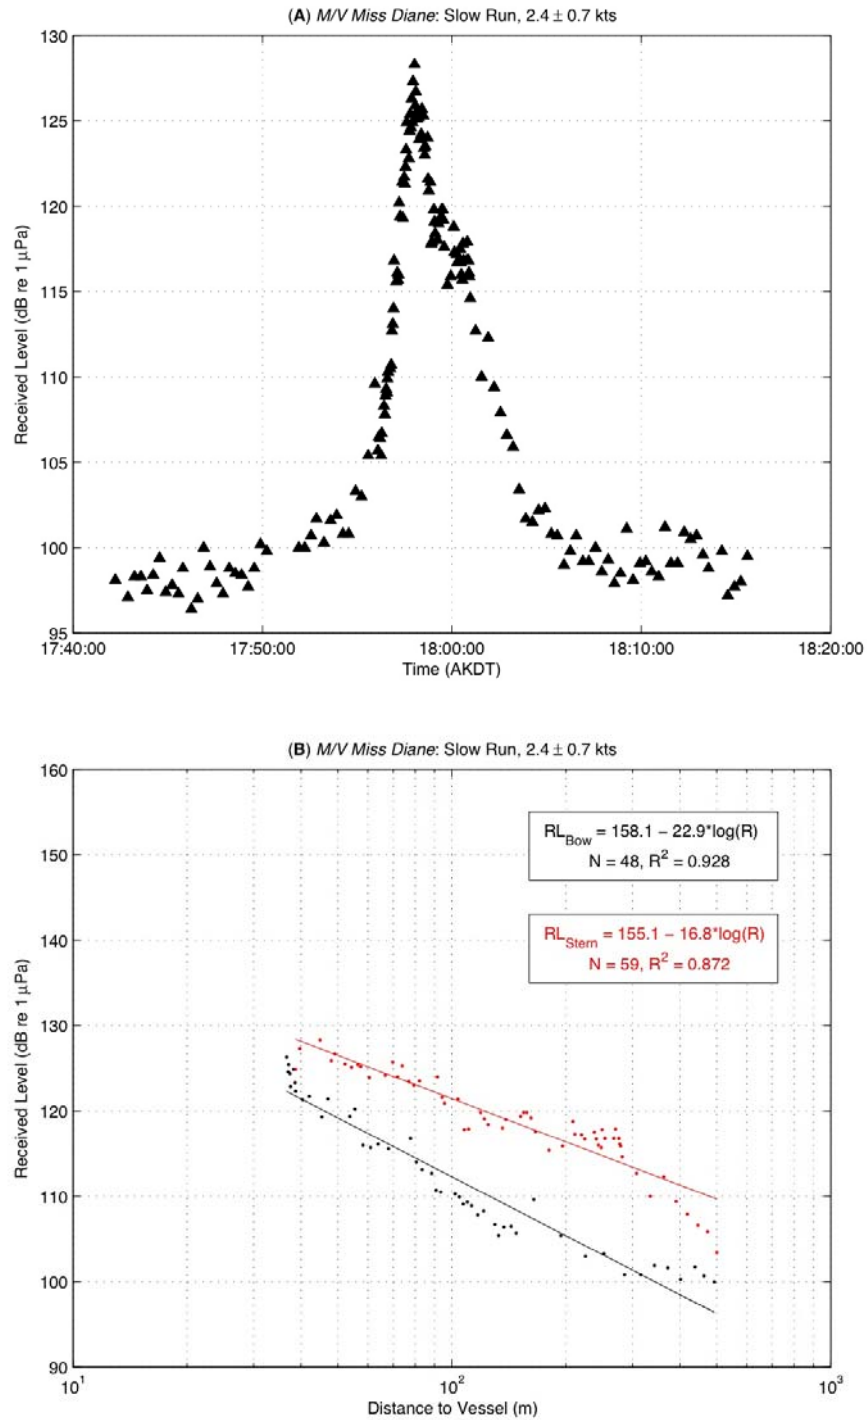 (A) M/V Miss Diane: Slow Run, 2.4 ± 0.7 kts
130
125
120
115
110
105
100
95
Received Level (dB re 1 μPa)
17:40:00 17:50:00 18:00:00 18:10:00 18:20:00
Time (AKDT)
(B) M/V Miss Diane: Slow Run, 2.4 ± 0.7 kts
160
150
140
130
120
110
100
90
Received Level (dB re 1 μPa)
RL_Bow = 158.1 − 22.9*log(R)
N = 48, R² = 0.928
RL_Stern = 155.1 − 16.8*log(R)
N = 59, R² = 0.872
10¹ 10² 10³
Distance to Vessel (m)